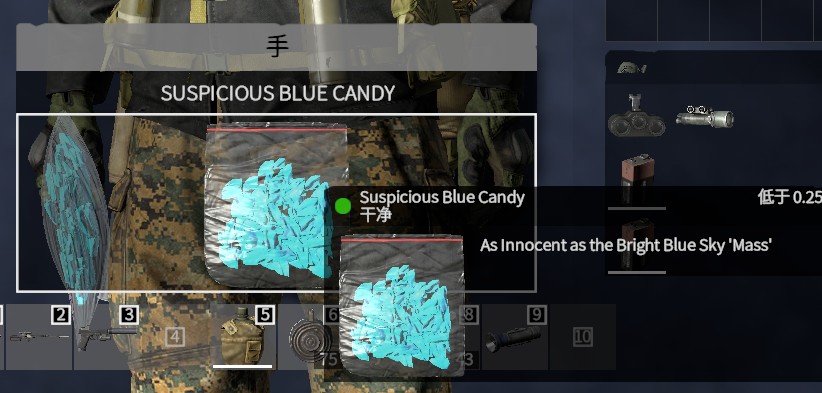 手
SUSPICIOUS BLUE CANDY
Suspicious Blue Candy
低于 0.25
干净
As Innocent as the Bright Blue Sky 'Mass'
2
3
4
5
6
8
9
10
75
3